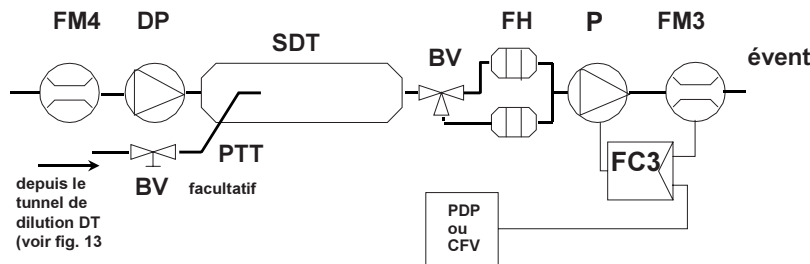 FM4 DP SDT BV FH P FM3
évent
PTT
BV facultatif
FC3
depuis le
tunnel de
dilution DT
(voir fig. 13
PDP
ou
CFV